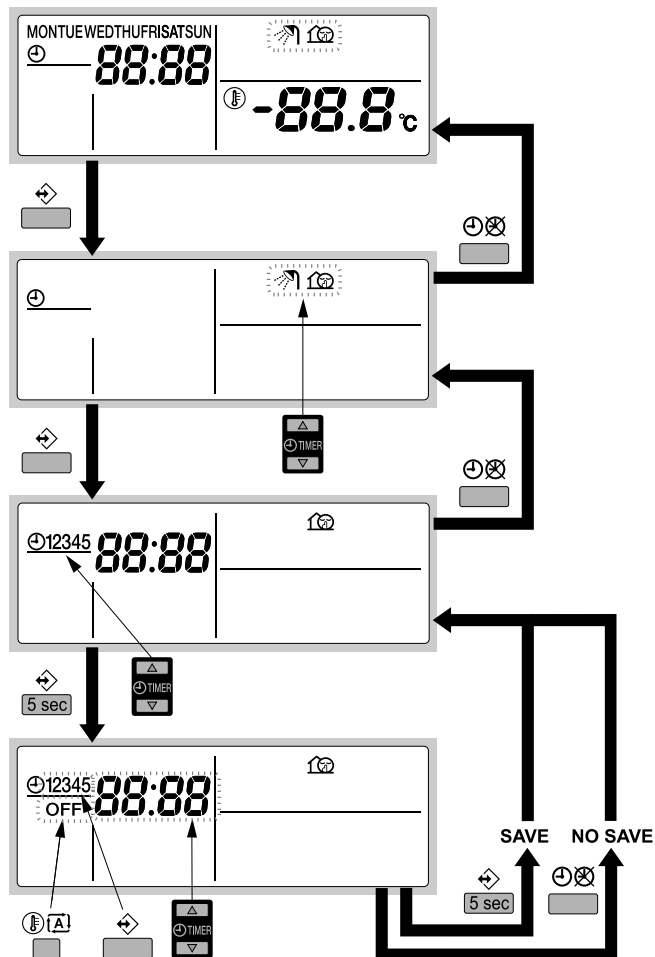 MONTUEWEDTHUFRISATSUN
88:88
-88.8 °C
TIMER
12345 88:88
TIMER
5 sec
12345 88:88
OFF
SAVE NO SAVE
5 sec
A
TIMER